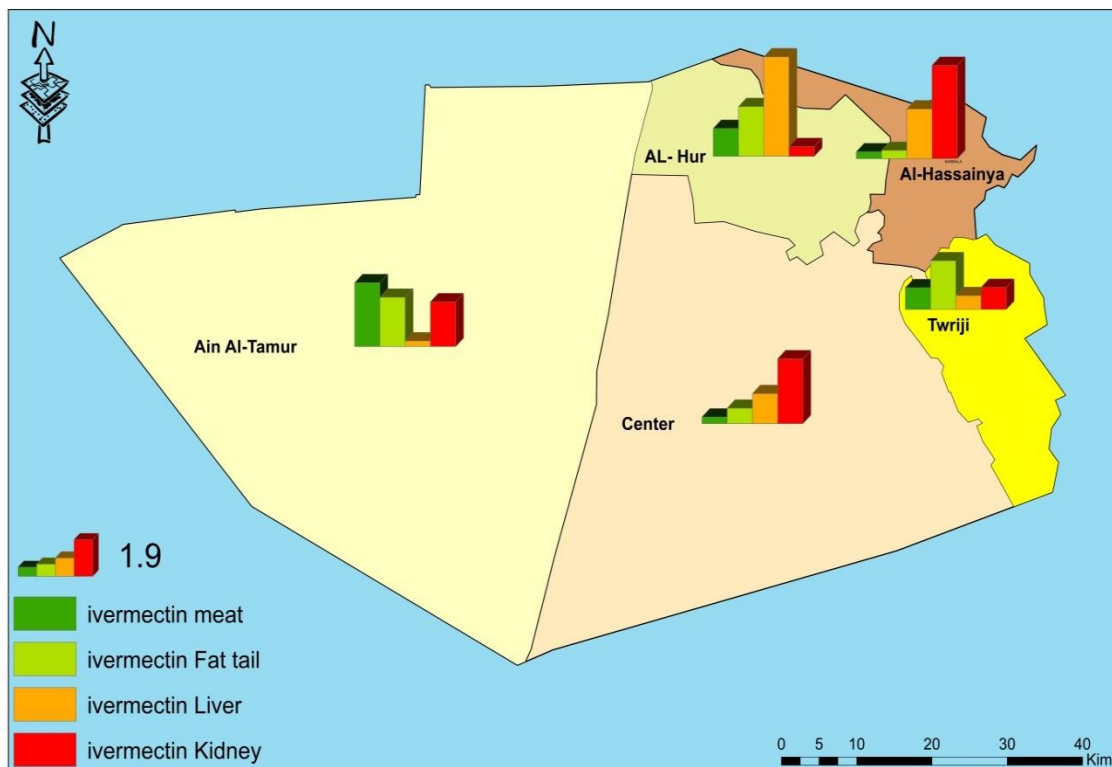 N
AL- Hur
Al-Hassainya
Twriji
Ain Al-Tamur
Center
1.9
ivermectin meat
ivermectin Fat tail
ivermectin Liver
ivermectin Kidney
0 5 10 20 30 40
Kim